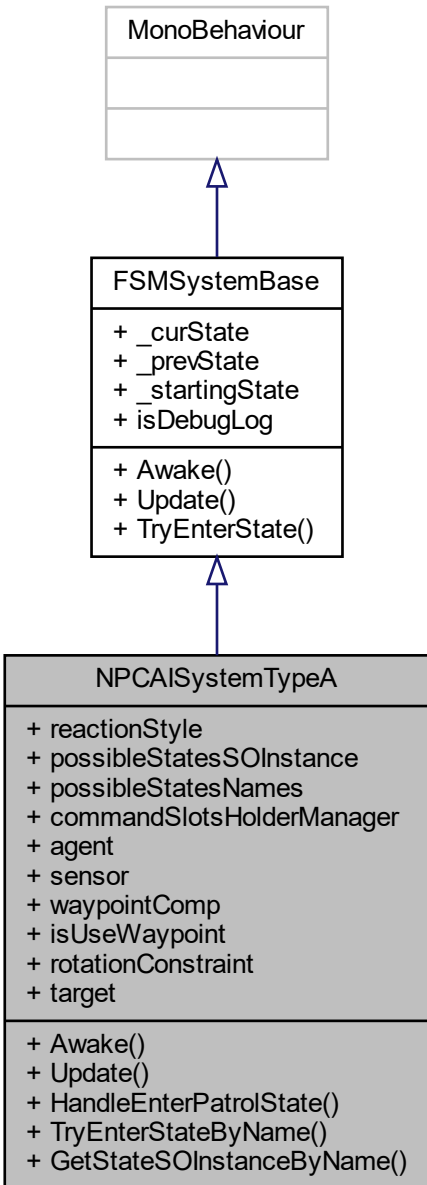 MonoBehaviour
FSMSystemBase
+ _curState
+ _prevState
+ _startingState
+ isDebugLog
+ Awake()
+ Update()
+ TryEnterState()
NPCAISystemTypeA
+ reactionStyle
+ possibleStatesSOInstance
+ possibleStatesNames
+ commandSlotsHolderManager
+ agent
+ sensor
+ waypointComp
+ isUseWaypoint
+ rotationConstraint
+ target
+ Awake()
+ Update()
+ HandleEnterPatrolState()
+ TryEnterStateByName()
+ GetStateSOInstanceByName()